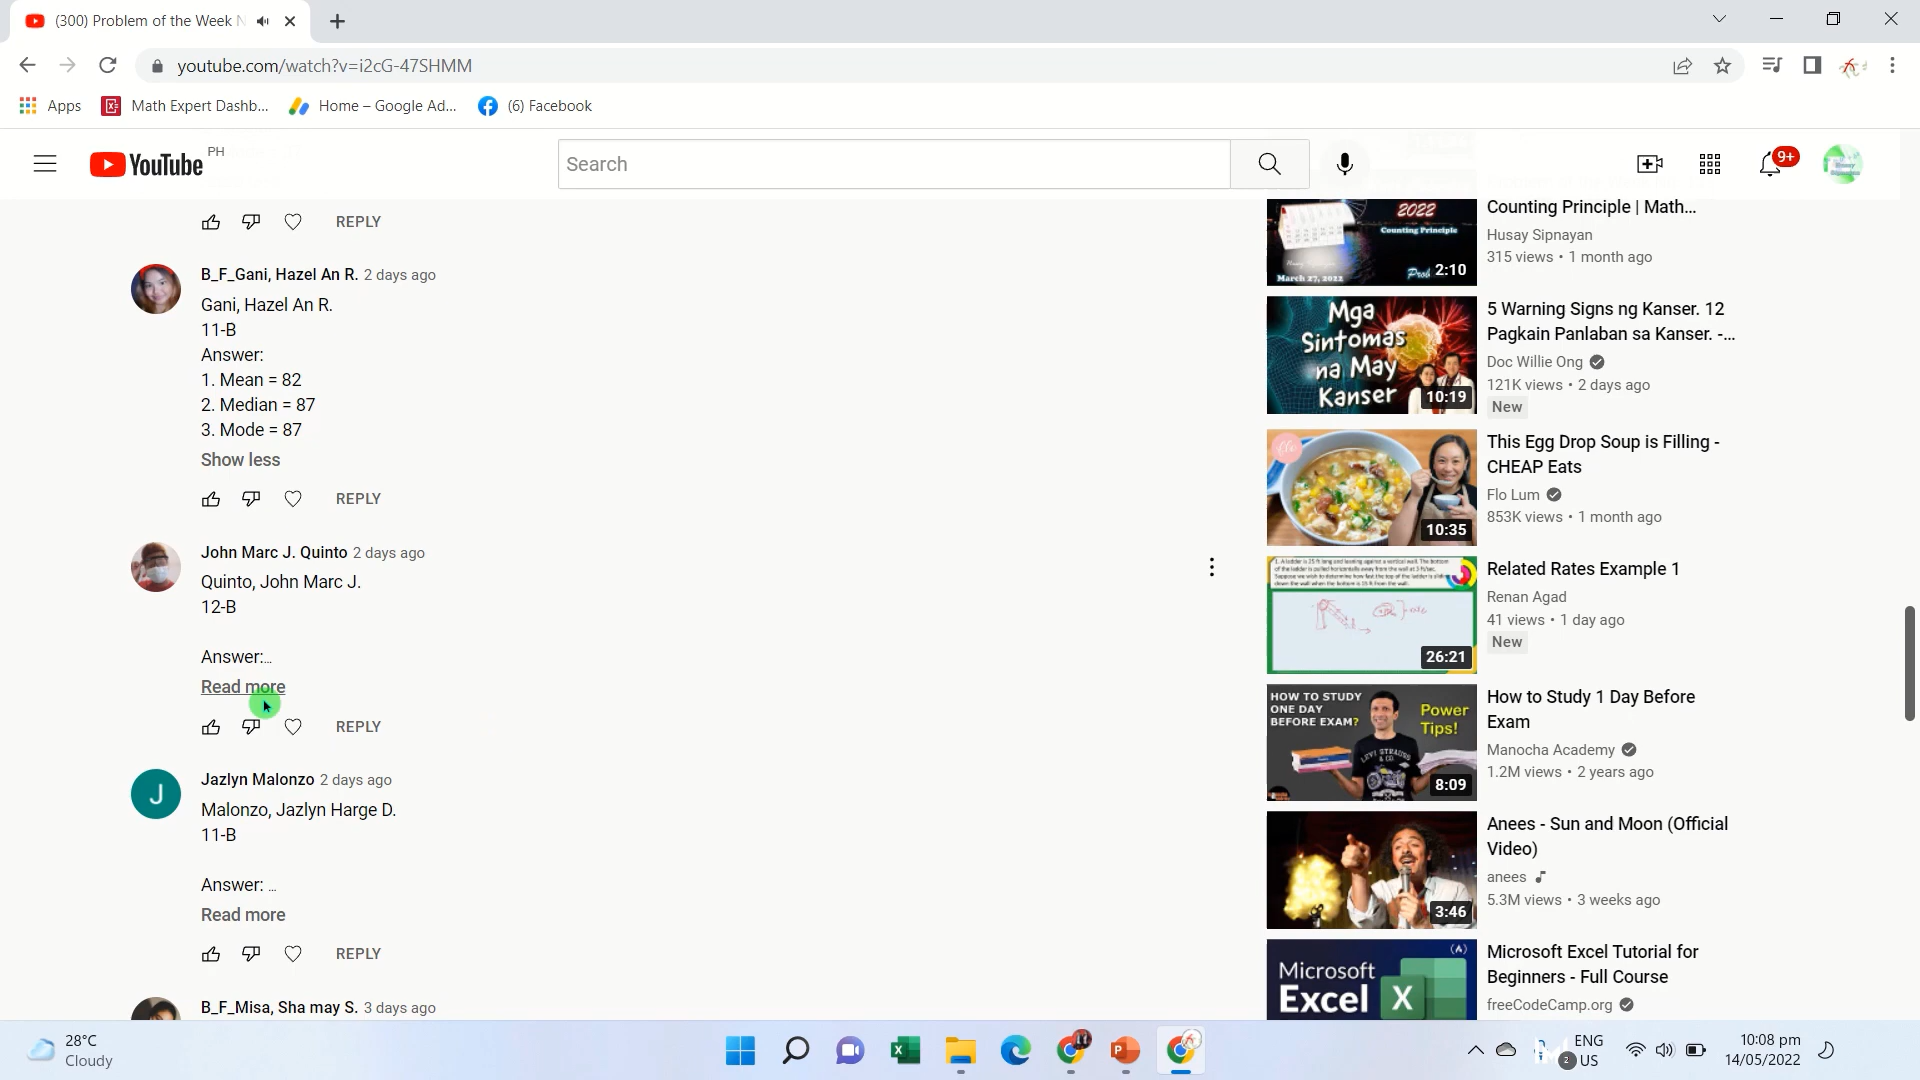 (300) Problem of the Week N
youtube.com/watch?v=i2cG-47SHMM
Apps
Math Expert Dashb...
Home – Google Ad...
(6) Facebook
YouTube PH
Search
9+
REPLY
B_F_Gani, Hazel An R. 2 days ago
Gani, Hazel An R.
11-B
Answer:
1. Mean = 82
2. Median = 87
3. Mode = 87
Show less
REPLY
John Marc J. Quinto 2 days ago
Quinto, John Marc J.
12-B
Answer:...
Read more
REPLY
J
Jazlyn Malonzo 2 days ago
Malonzo, Jazlyn Harge D.
11-B
Answer: ...
Read more
REPLY
B_F_Misa, Sha may S. 3 days ago
2022
Counting Principle
March 27, 2022
Prob
2:10
Counting Principle | Math...
Husay Sipnayan
315 views • 1 month ago
Mga
Sintomas
na May
Kanser
10:19
5 Warning Signs ng Kanser. 12
Pagkain Panlaban sa Kanser. -...
Doc Willie Ong
121K views • 2 days ago
New
10:35
This Egg Drop Soup is Filling -
CHEAP Eats
Flo Lum
853K views • 1 month ago
26:21
Related Rates Example 1
Renan Agad
41 views • 1 day ago
New
HOW TO STUDY
ONE DAY
BEFORE EXAM?
Power
Tips!
8:09
How to Study 1 Day Before
Exam
Manocha Academy
1.2M views • 2 years ago
3:46
Anees - Sun and Moon (Official
Video)
anees
5.3M views • 3 weeks ago
Microsoft
Excel
X
Microsoft Excel Tutorial for
Beginners - Full Course
freeCodeCamp.org
28°C
Cloudy
ENG
US
2
10:08 pm
14/05/2022